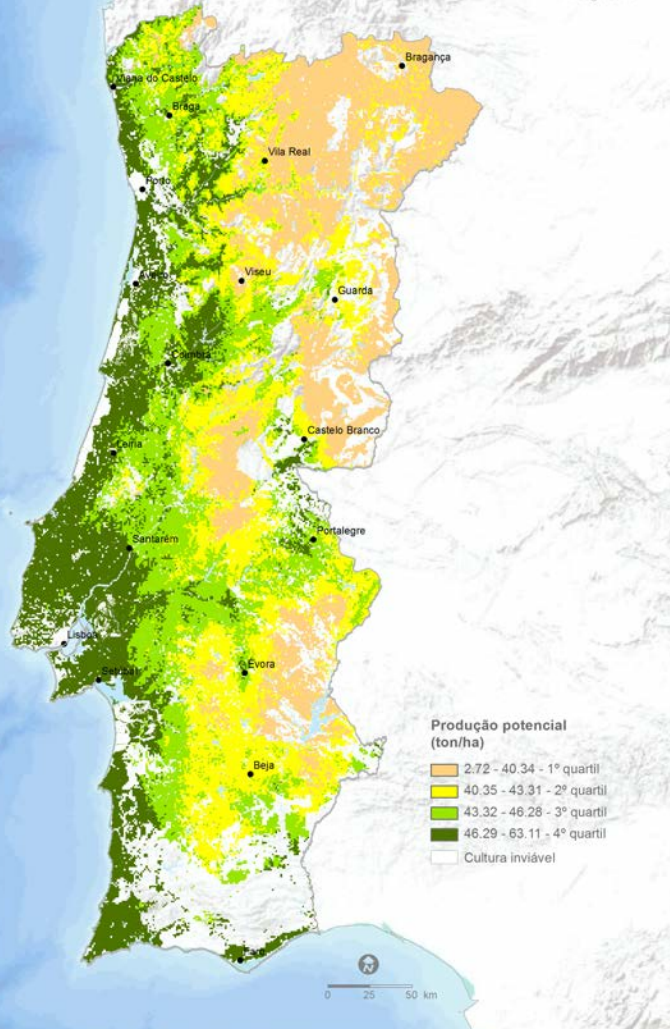 Bragança
Viana do Castelo
Braga
Vila Real
Porto
Viseu
Aveiro
Guarda
Coimbra
Castelo Branco
Leiria
Portalegre
Santarém
Lisboa
Évora
Setúbal
Produção potencial
(ton/ha)
2.72 - 40.34 - 1º quartil
40.35 - 43.31 - 2º quartil
43.32 - 46.28 - 3º quartil
46.29 - 63.11 - 4º quartil
Cultura inviável
Beja
Faro
N
0 25 50 km